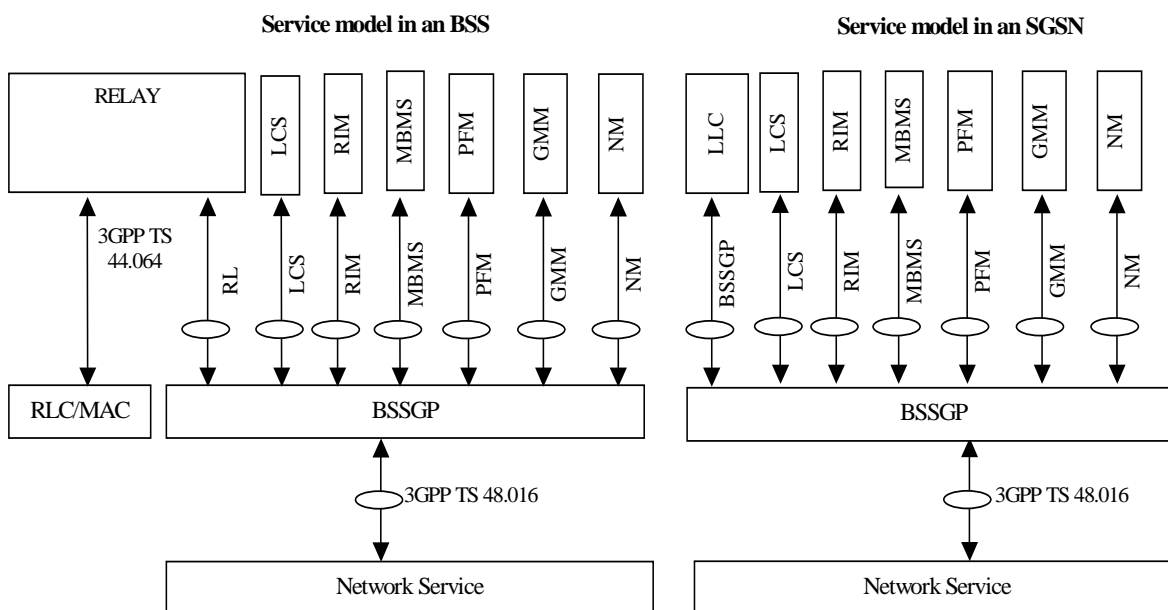 Service model in an BSS
Service model in an SGSN
RELAY
LCS
RIM
MBMS
PFM
GMM
NM
LLC
LCS
RIM
MBMS
PFM
GMM
NM
3GPP TS
44.064
RL
LCS
RIM
MBMS
PFM
GMM
NM
BSSGP
LCS
RIM
MBMS
PFM
GMM
NM
RLC/MAC
BSSGP
BSSGP
3GPP TS 48.016
3GPP TS 48.016
Network Service
Network Service